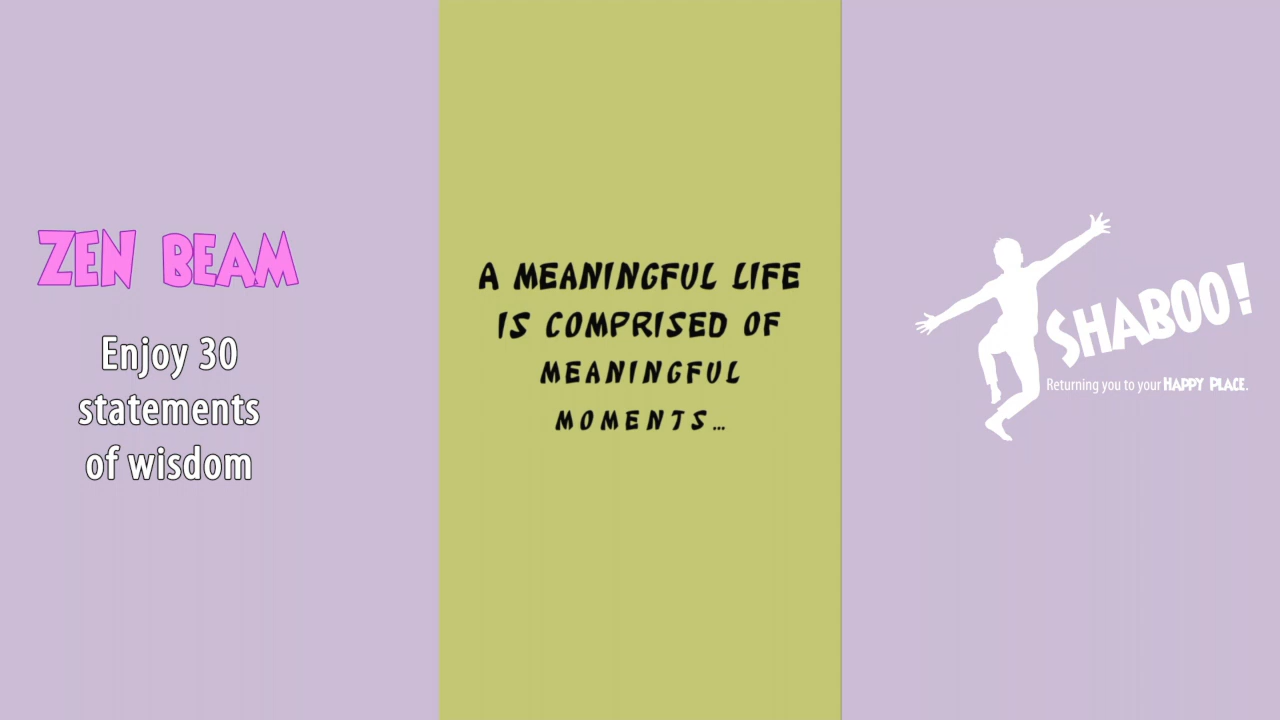 ZEN BEAM
Enjoy 30
statements
of wisdom
A MEANINGFUL LIFE
IS COMPRISED OF
MEANINGFUL
MOMENTS...
SHABOO!
Returning you to your HAPPY PLACE.